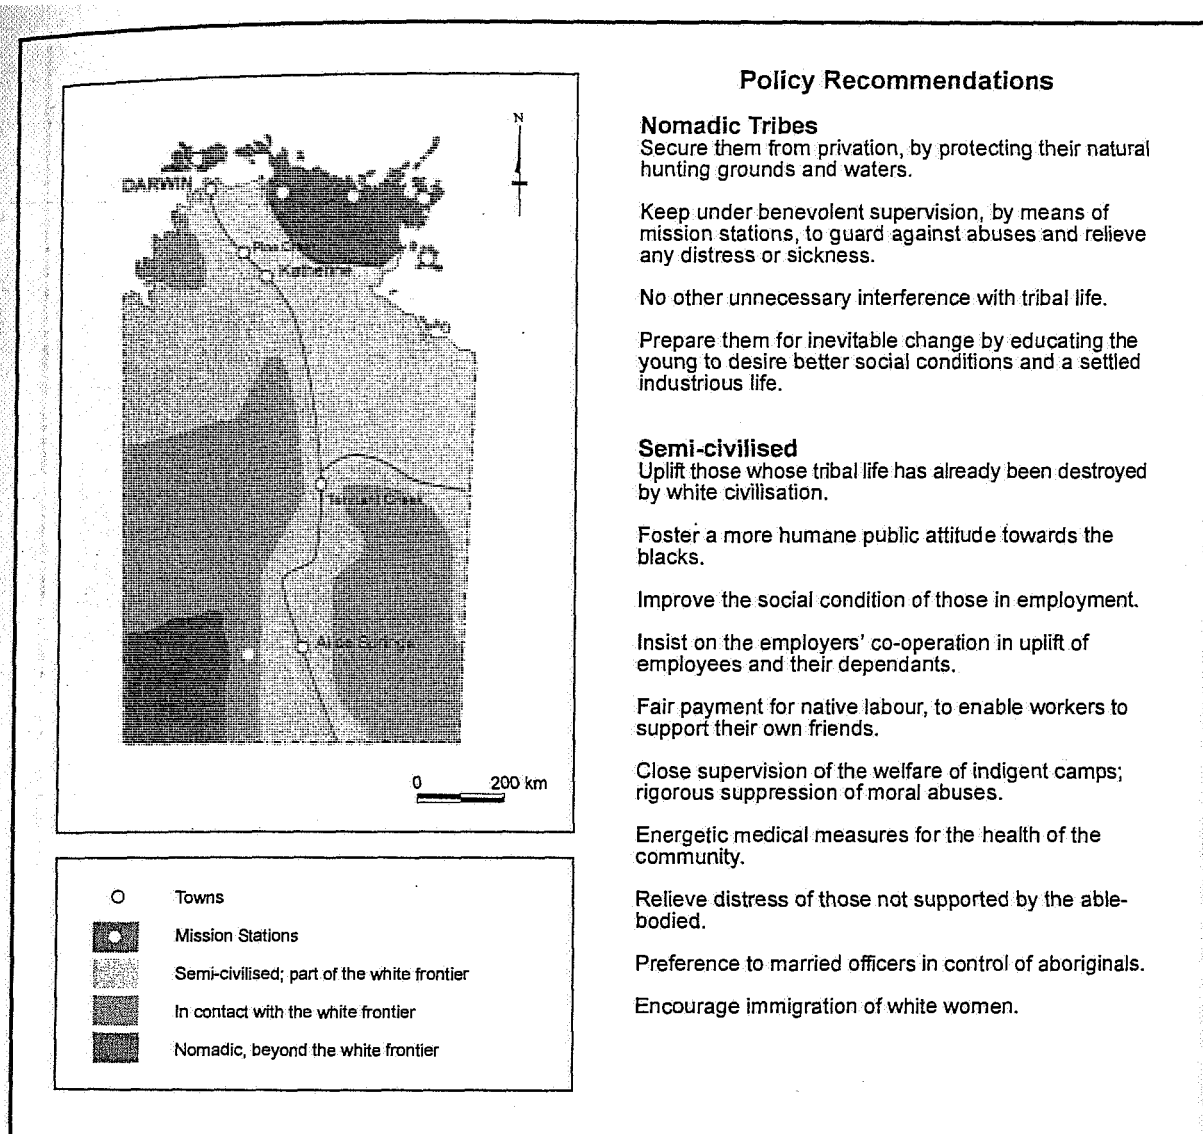 N
DARWIN
Pine Creek
Katherine
Tennant Creek
Alice Springs
0 200 km
Towns
Mission Stations
Semi-civilised; part of the white frontier
In contact with the white frontier
Nomadic, beyond the white frontier
Policy Recommendations
Nomadic Tribes
Secure them from privation, by protecting their natural
hunting grounds and waters.
Keep under benevolent supervision, by means of
mission stations, to guard against abuses and relieve
any distress or sickness.
No other unnecessary interference with tribal life.
Prepare them for inevitable change by educating the
young to desire better social conditions and a settled
industrious life.
Semi-civilised
Uplift those whose tribal life has already been destroyed
by white civilisation.
Foster a more humane public attitude towards the
blacks.
Improve the social condition of those in employment.
Insist on the employers' co-operation in uplift of
employees and their dependants.
Fair payment for native labour, to enable workers to
support their own friends.
Close supervision of the welfare of indigent camps;
rigorous suppression of moral abuses.
Energetic medical measures for the health of the
community.
Relieve distress of those not supported by the able-
bodied.
Preference to married officers in control of aboriginals.
Encourage immigration of white women.